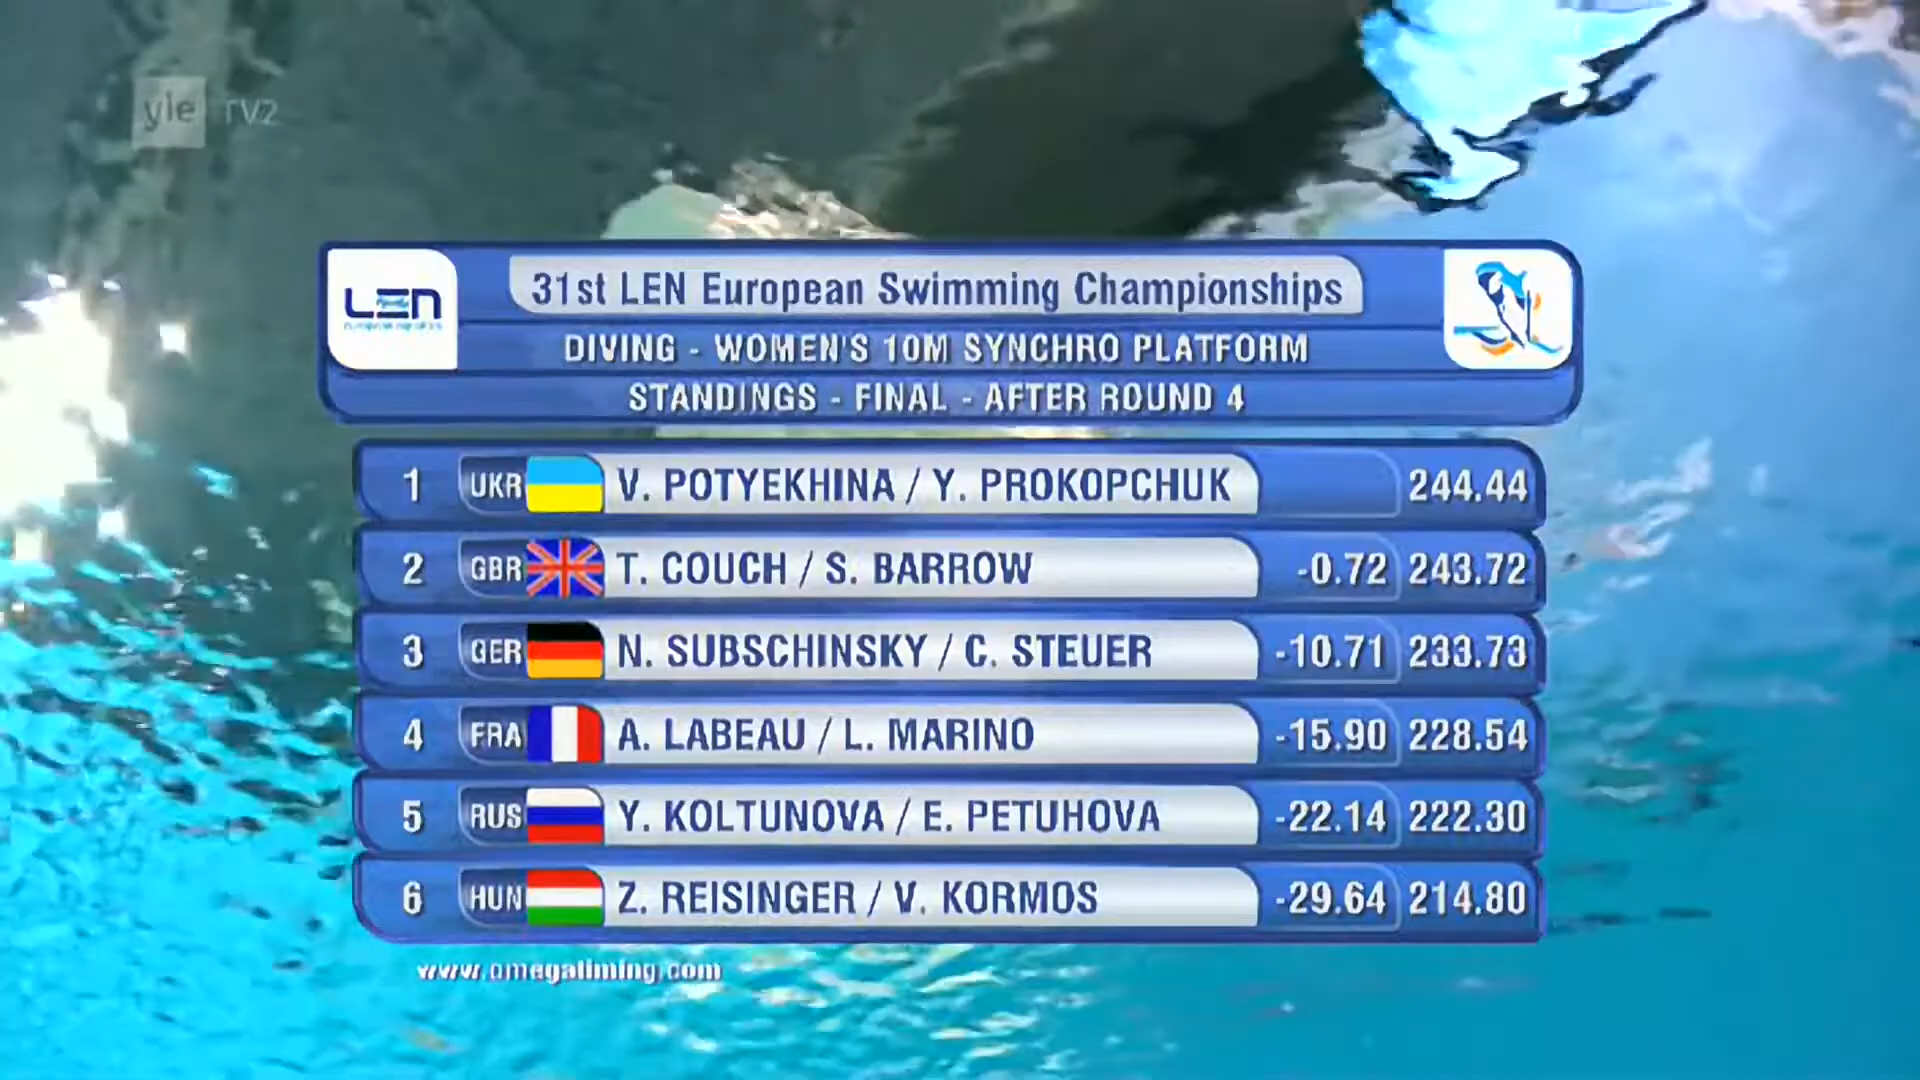 yle TV2
LEN
31st LEN European Swimming Championships
DIVING - WOMEN'S 10M SYNCHRO PLATFORM
STANDINGS - FINAL - AFTER ROUND 4
1 UKR V. POTYEKHINA / Y. PROKOPCHUK 244.44
2 GBR T. COUCH / S. BARROW -0.72 243.72
3 GER N. SUBSCHINSKY / C. STEUER -10.71 233.73
4 FRA A. LABEAU / L. MARINO -15.90 228.54
5 RUS Y. KOLTUNOVA / E. PETUHOVA -22.14 222.30
6 HUN Z. REISINGER / V. KORMOS -29.64 214.80
www.omegatiming.com